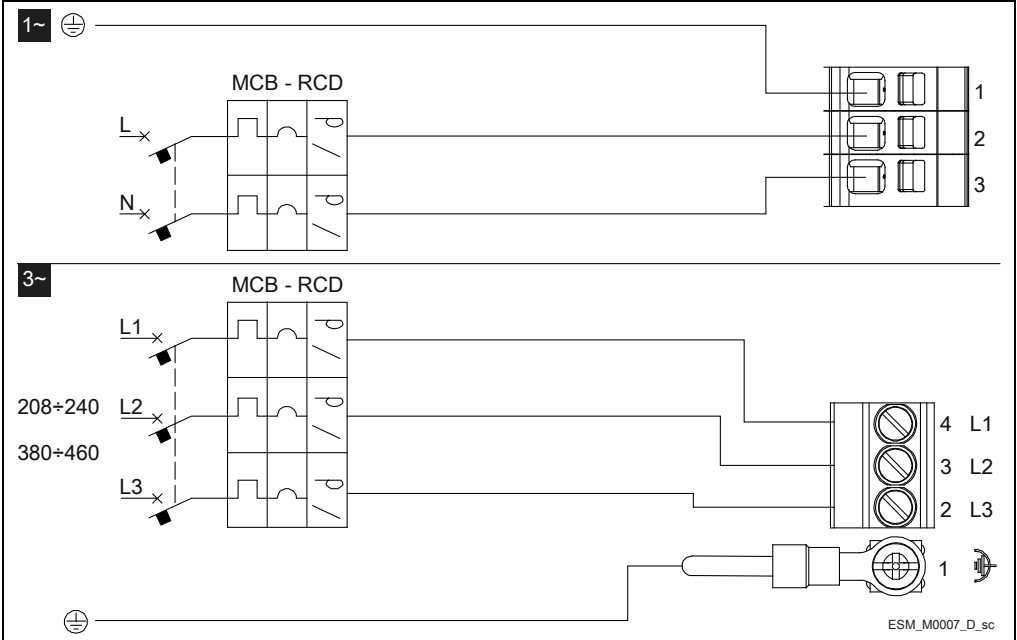 1~
MCB - RCD
L
N
1
2
3
3~
MCB - RCD
L1
208÷240 L2
380÷460
L3
4 L1
3 L2
2 L3
1
ESM_M0007_D_sc